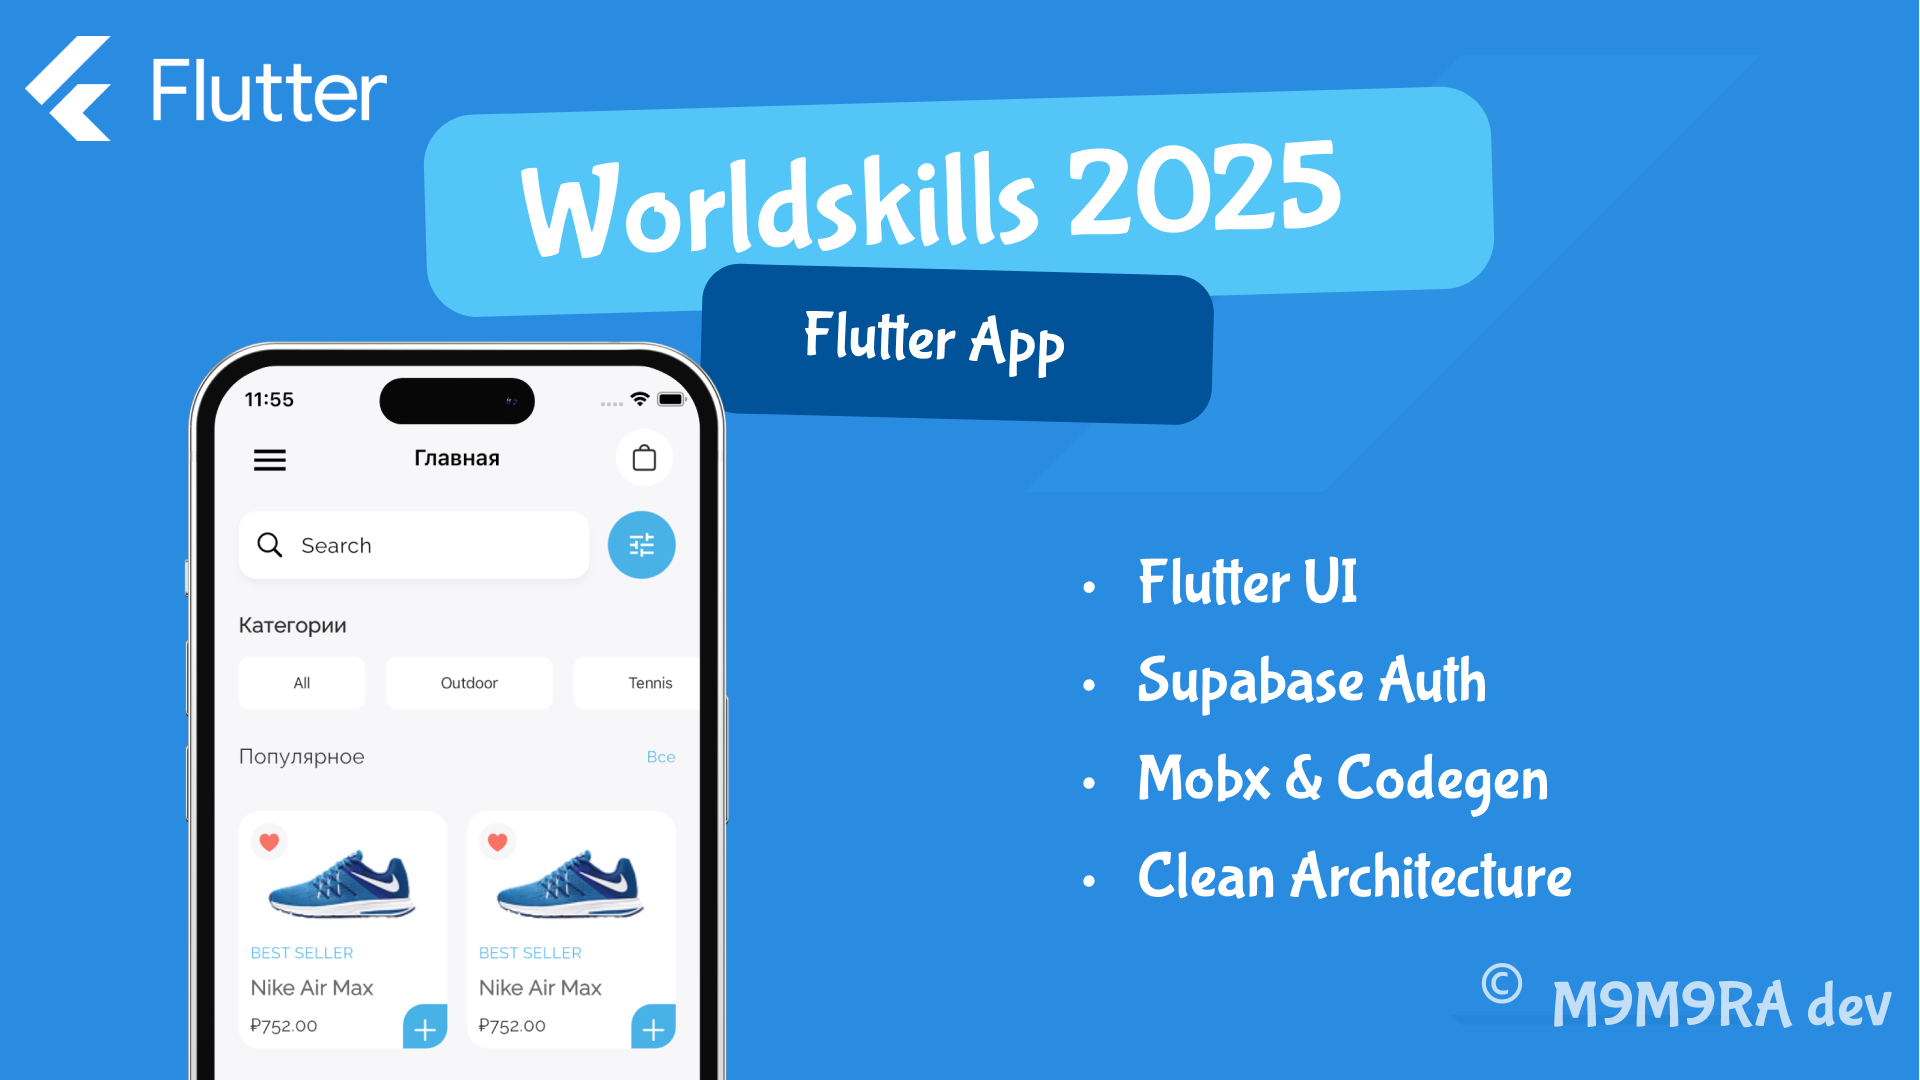 Flutter
Worldskills 2025
Flutter App
11:55
Главная
Search
Категории
All
Outdoor
Tennis
Популярное
Все
BEST SELLER
Nike Air Max
₽752.00
BEST SELLER
Nike Air Max
₽752.00
• Flutter UI
• Supabase Auth
• Mobx & Codegen
• Clean Architecture
© M9M9RA dev